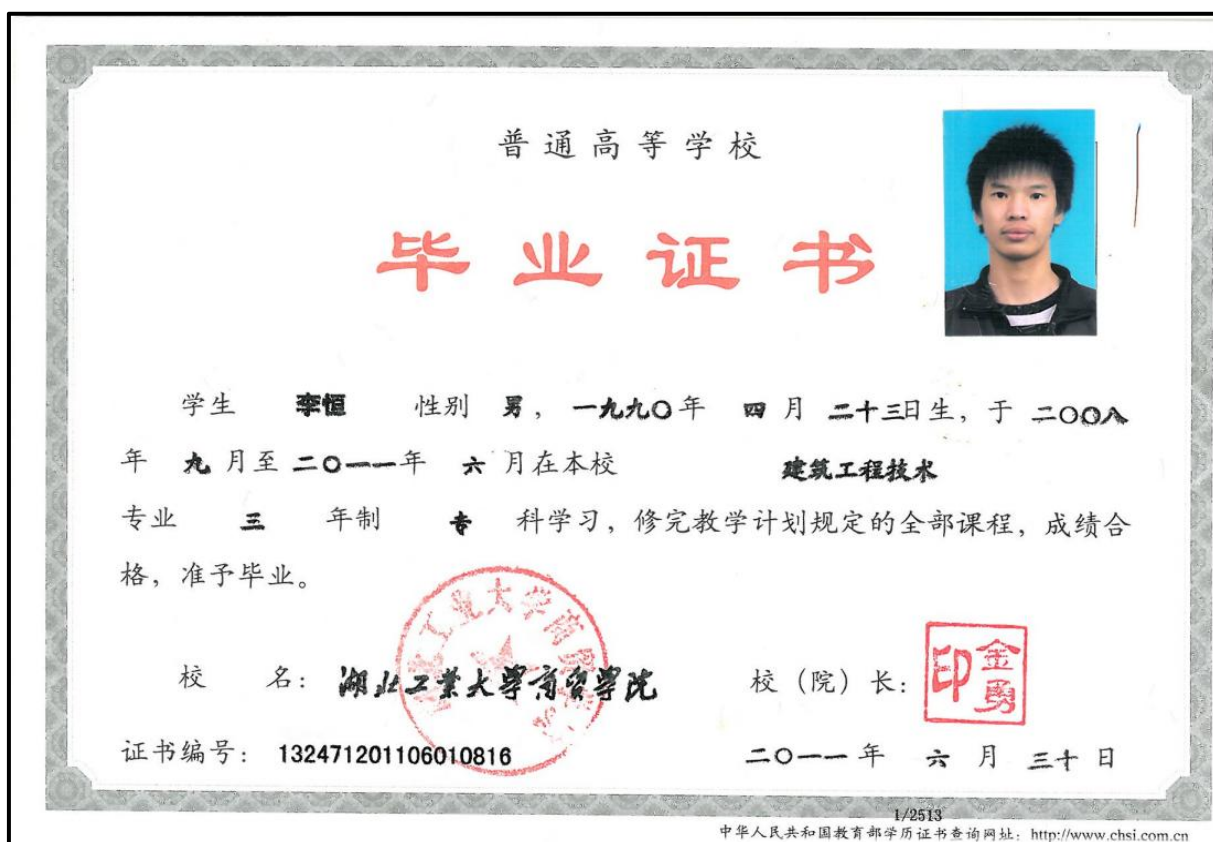 普通高等学校
毕业证书
学生 李恒 性别 男，一九九〇年 四 月 二十三日生，于 二〇〇八
年 九 月至 二〇一一年 六 月在本校 建筑工程技术
专业 三 年制 专 科学习，修完教学计划规定的全部课程，成绩合
格，准予毕业。
工业大学商贸
校 名：湖北工业大学商贸学院 校（院）长：金勇印
证书编号：132471201106010816 二〇一一年 六 月 三十 日
1/2513
中华人民共和国教育部学历证书查询网址：http://www.chsi.com.cn